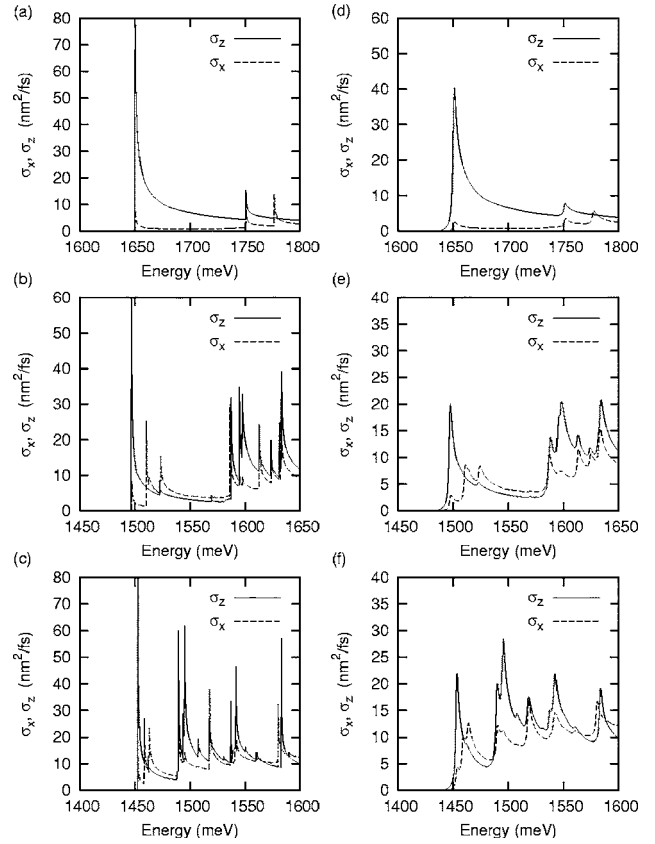 (a)
σx, σz (nm²/fs)
80
70
60
50
40
30
20
10
0
σz
σx
1600 1650 1700 1750 1800
Energy (meV)
(d)
σx, σz (nm²/fs)
60
50
40
30
20
10
0
σz
σx
1600 1650 1700 1750 1800
Energy (meV)
(b)
σx, σz (nm²/fs)
60
50
40
30
20
10
0
σz
σx
1450 1500 1550 1600 1650
Energy (meV)
(e)
σx, σz (nm²/fs)
40
35
30
25
20
15
10
5
0
σz
σx
1450 1500 1550 1600 1650
Energy (meV)
(c)
σx, σz (nm²/fs)
80
70
60
50
40
30
20
10
0
σz
σx
1400 1450 1500 1550 1600
Energy (meV)
(f)
σx, σz (nm²/fs)
40
35
30
25
20
15
10
5
0
σz
σx
1400 1450 1500 1550 1600
Energy (meV)